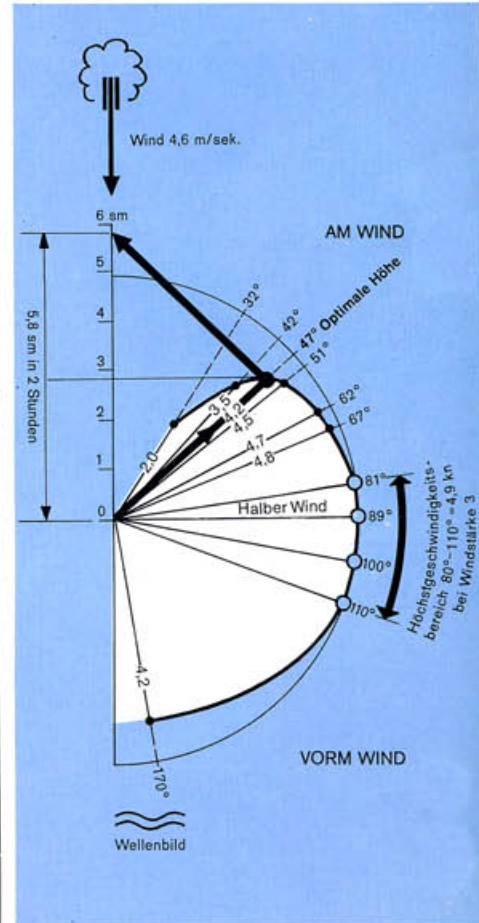 Wind 4,6 m/sek.
6 sm
AM WIND
5
4
3
2
1
0
5,8 sm in 2 Stunden
32°
42°
47° Optimale Höhe
51°
62°
67°
81°
89°
100°
110°
170°
2,0
3,5
4,2
4,5
4,7
4,8
4,2
Halber Wind
Höchstgeschwindigkeits-
bereich 80°–110° = 4,9 kn
bei Windstärke 3
VORM WIND
Wellenbild